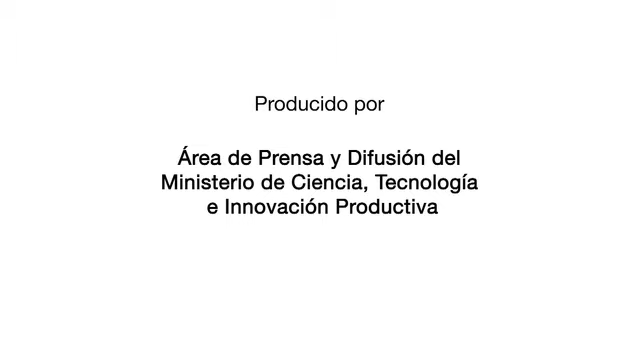 Producido por
Área de Prensa y Difusión del
Ministerio de Ciencia, Tecnología
e Innovación Productiva